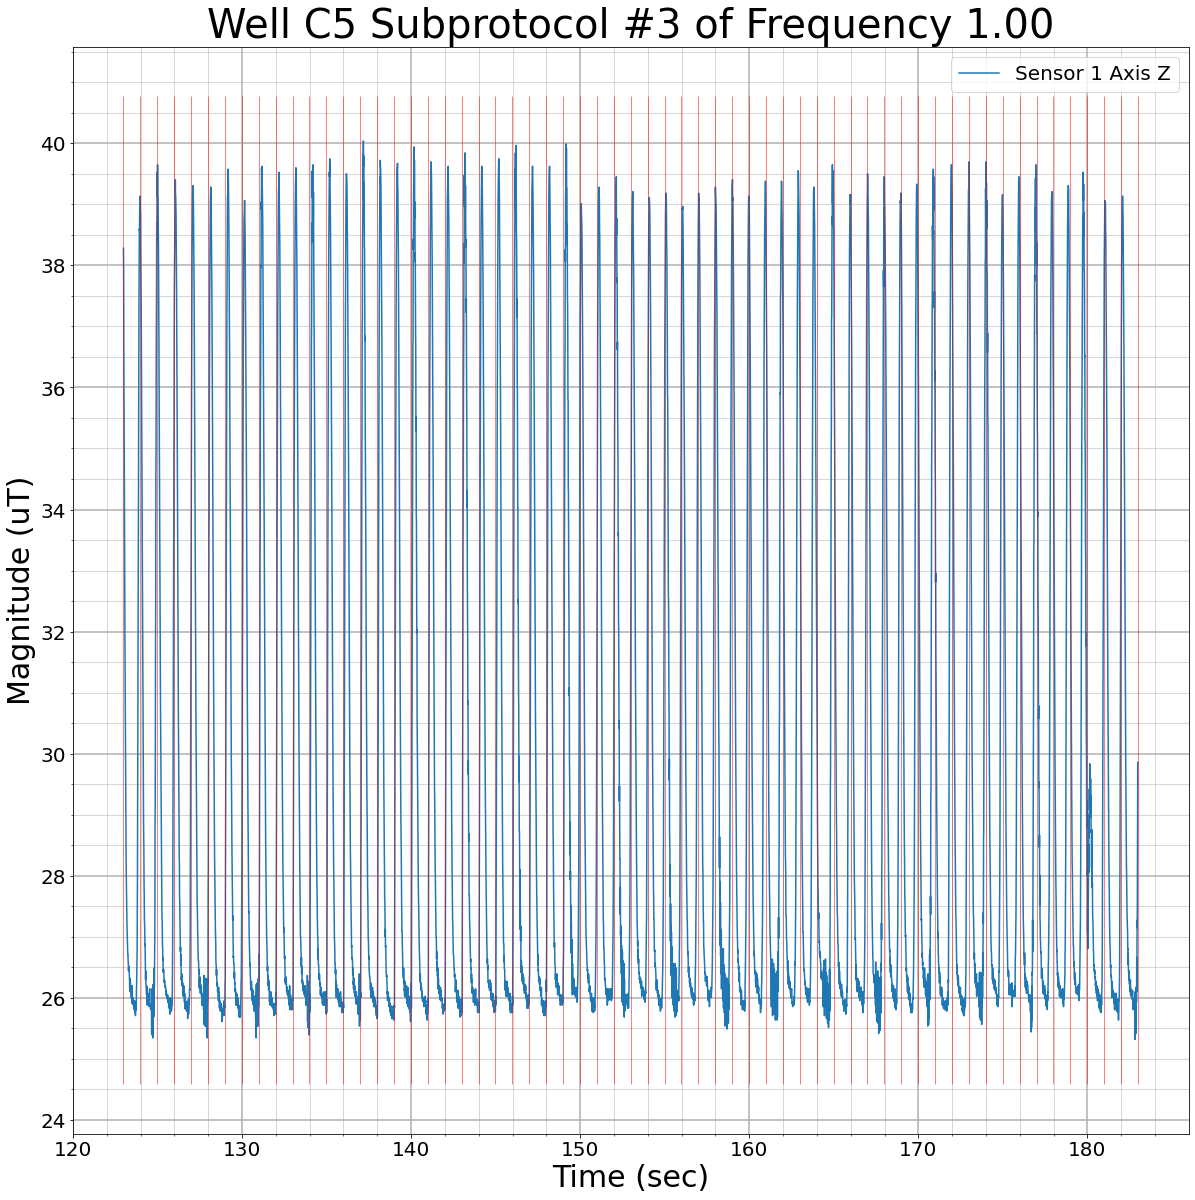 Well C5 Subprotocol #3 of Frequency 1.00
Sensor 1 Axis Z
40
38
36
34
32
30
28
26
24
Magnitude (uT)
120 130 140 150 160 170 180
Time (sec)